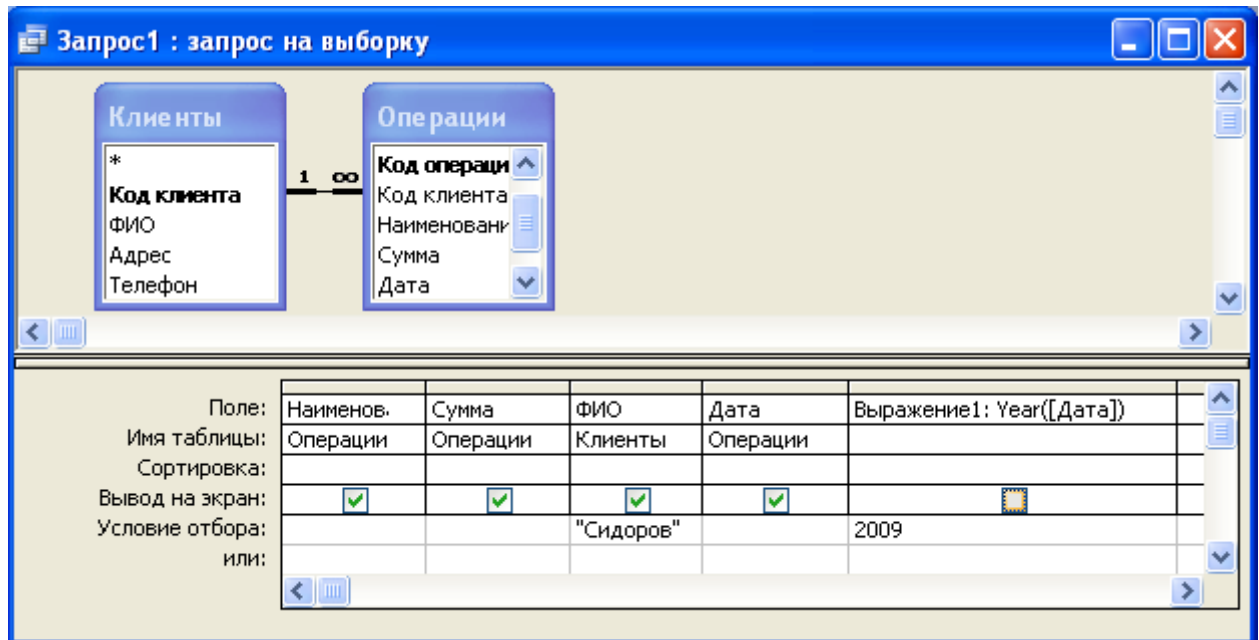 Запрос1 : запрос на выборку
Клиенты
*
Код клиента
ФИО
Адрес
Телефон
1 ∞
Операции
Код операци
Код клиента
Наименовани
Сумма
Дата
Поле: Наименов. Сумма ФИО Дата Выражение1: Year([Дата])
Имя таблицы: Операции Операции Клиенты Операции
Сортировка:
Вывод на экран:
Условие отбора: "Сидоров" 2009
или: